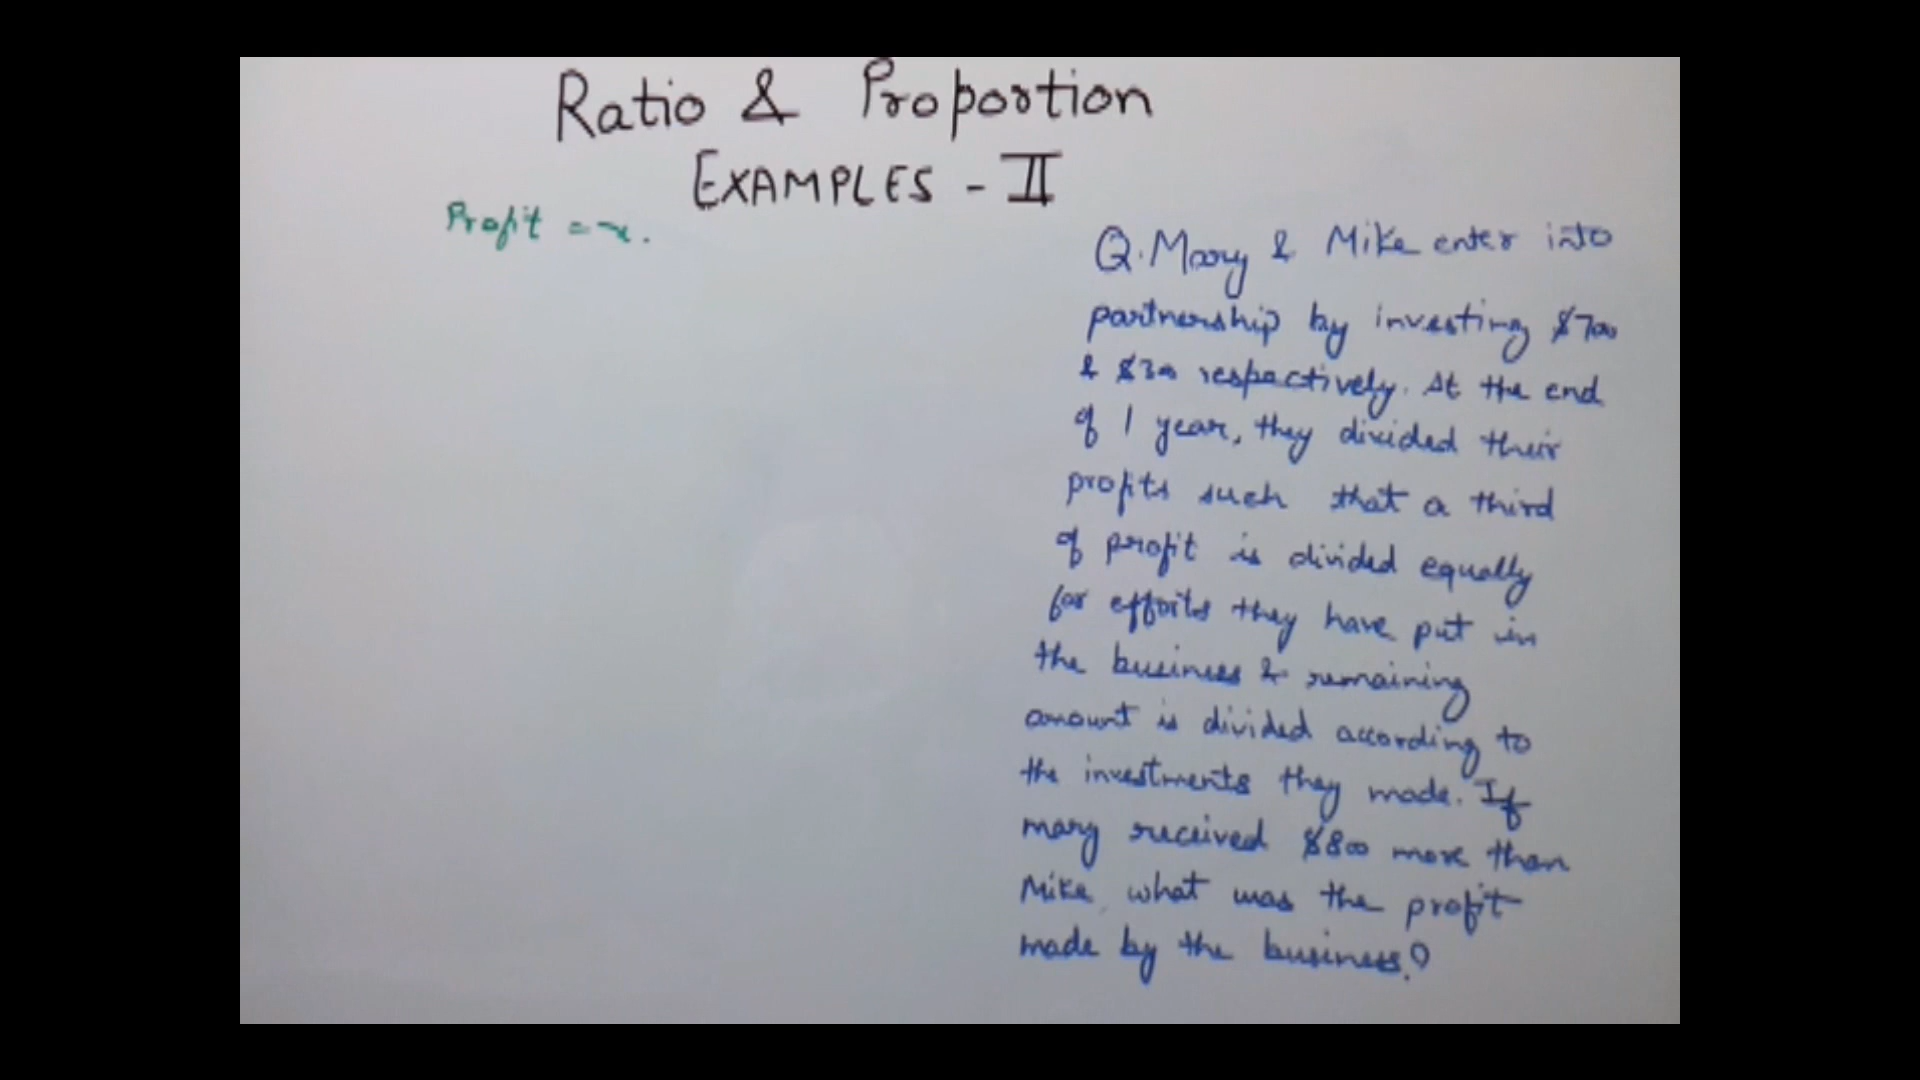 Ratio & Proportion
EXAMPLES - II
Profit = x.
Q. Mary & Mike enter into
partnership by investing $700
& $300 respectively. At the end
of 1 year, they divided their
profits such that a third
of profit is divided equally
for efforts they have put in
the business & remaining
amount is divided according to
the investments they made. If
mary received $800 more than
Mike, what was the profit
made by the business?